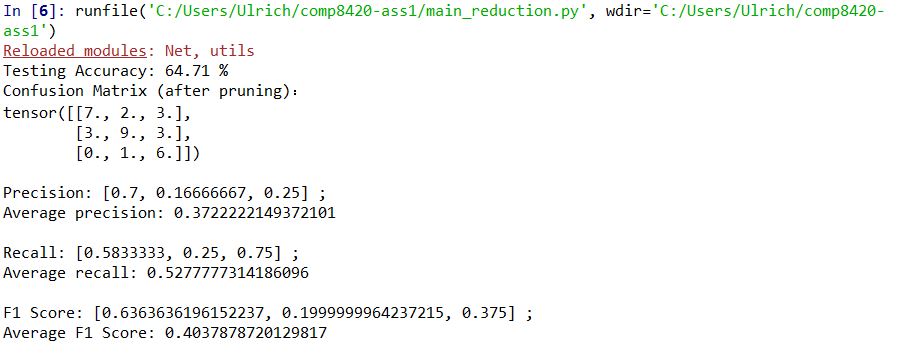 In [6]: runfile('C:/Users/Ulrich/comp8420-ass1/main_reduction.py', wdir='C:/Users/Ulrich/comp8420-
ass1')
Reloaded modules: Net, utils
Testing Accuracy: 64.71 %
Confusion Matrix (after pruning)：
tensor([[7., 2., 3.],
[3., 9., 3.],
[0., 1., 6.]])
Precision: [0.7, 0.16666667, 0.25] ;
Average precision: 0.3722222149372101
Recall: [0.5833333, 0.25, 0.75] ;
Average recall: 0.5277777314186096
F1 Score: [0.6363636196152237, 0.1999999964237215, 0.375] ;
Average F1 Score: 0.4037878720129817